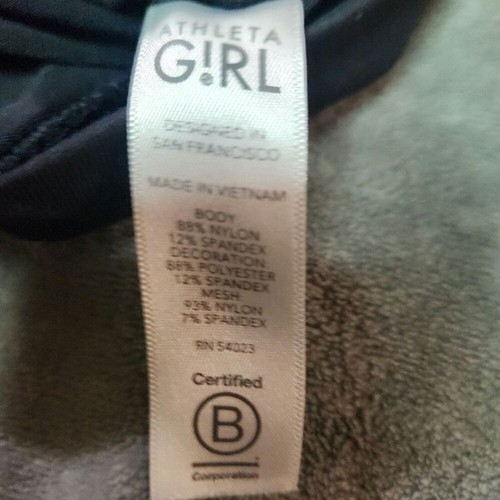 ATHLETA
G!RL
DESIGNED IN
SAN FRANCISCO
MADE IN VIETNAM
BODY
88% NYLON
12% SPANDEX
DECORATION
88% POLYESTER
12% SPANDEX
MESH
93% NYLON
7% SPANDEX
RN 54023
Certified
B
Corporation